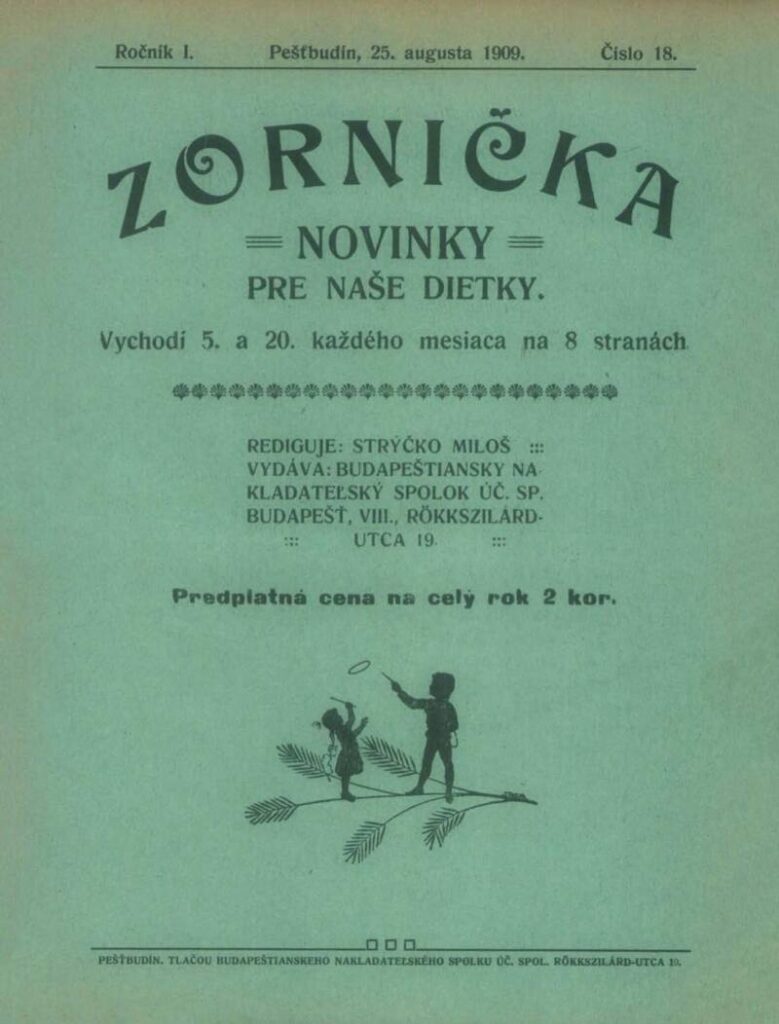 Ročník I. Pešťbudín, 25. augusta 1909. Číslo 18.
ZORNIČKA
NOVINKY
PRE NAŠE DIETKY.
Vychodí 5. a 20. každého mesiaca na 8 stranách
REDIGUJE: STRÝČKO MILOŠ :::
VYDÁVA: BUDAPEŠTIANSKY NA-
KLADATEĽSKÝ SPOLOK ÚČ. SP.
BUDAPEŠŤ, VIII., RÖKKSZILÁRD-
::: UTCA 19. :::
Predplatná cena na celý rok 2 kor.
PEŠŤBUDÍN. TLAČOU BUDAPEŠTIANSKEHO NAKLADATEĽSKÉHO SPOLKU ÚČ. SPOL. RÖKKSZILÁRD-UTCA 19.